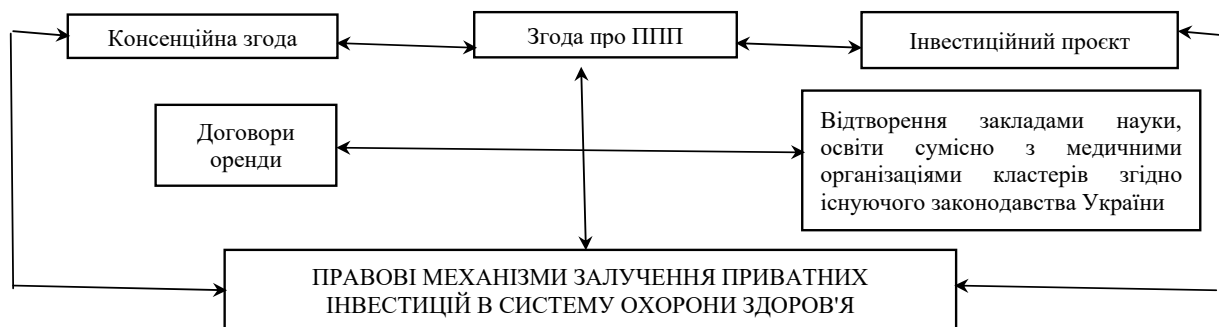 Консенційна згода
Згода про ППП
Інвестиційний проєкт
Договори
оренди
Відтворення закладами науки,
освіти сумісно з медичними
організаціями кластерів згідно
існуючого законодавства України
ПРАВОВІ МЕХАНІЗМИ ЗАЛУЧЕННЯ ПРИВАТНИХ
ІНВЕСТИЦІЙ В СИСТЕМУ ОХОРОНИ ЗДОРОВ'Я